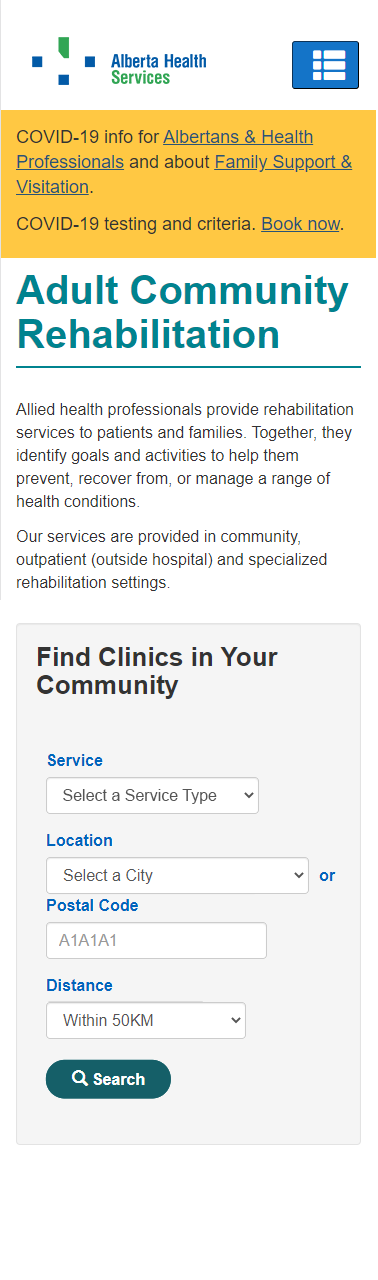 Alberta Health
Services
COVID-19 info for Albertans & Health
Professionals and about Family Support &
Visitation.
COVID-19 testing and criteria. Book now.
Adult Community
Rehabilitation
Allied health professionals provide rehabilitation
services to patients and families. Together, they
identify goals and activities to help them
prevent, recover from, or manage a range of
health conditions.
Our services are provided in community,
outpatient (outside hospital) and specialized
rehabilitation settings.
Find Clinics in Your
Community
Service
Select a Service Type
Location
Select a City or
Postal Code
A1A1A1
Distance
Within 50KM
Search